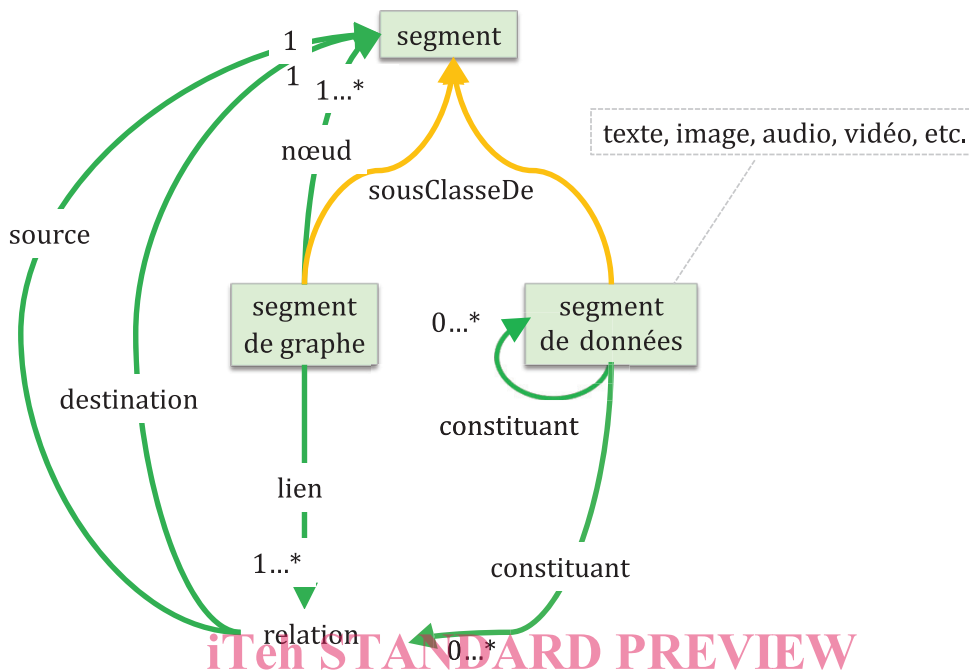 segment
1
1
1...*
texte, image, audio, vidéo, etc.
nœud
sousClasseDe
source
segment
de graphe
segment
de données
0...*
destination
constituant
lien
1...*
constituant
relation
0...*
iTeh STANDARD PREVIEW